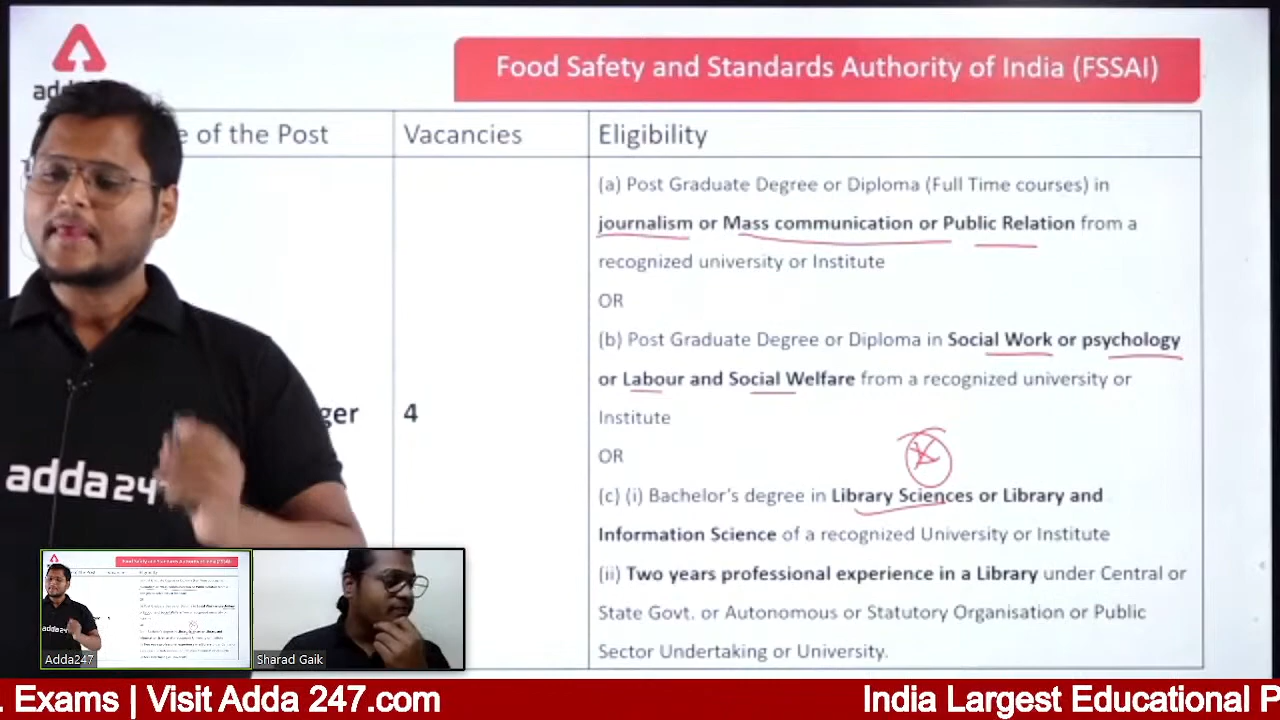 Food Safety and Standards Authority of India (FSSAI)
e of the Post
Vacancies
Eligibility
(a) Post Graduate Degree or Diploma (Full Time courses) in
journalism or Mass communication or Public Relation from a
recognized university or Institute
OR
(b) Post Graduate Degree or Diploma in Social Work or psychology
or Labour and Social Welfare from a recognized university or
ger
4
Institute
OR
(c) (i) Bachelor's degree in Library Sciences or Library and
Information Science of a recognized University or Institute
(ii) Two years professional experience in a Library under Central or
State Govt. or Autonomous or Statutory Organisation or Public
Sector Undertaking or University.
adda247
Adda247
Sharad Gaik
. Exams | Visit Adda 247.com
India Largest Educational P